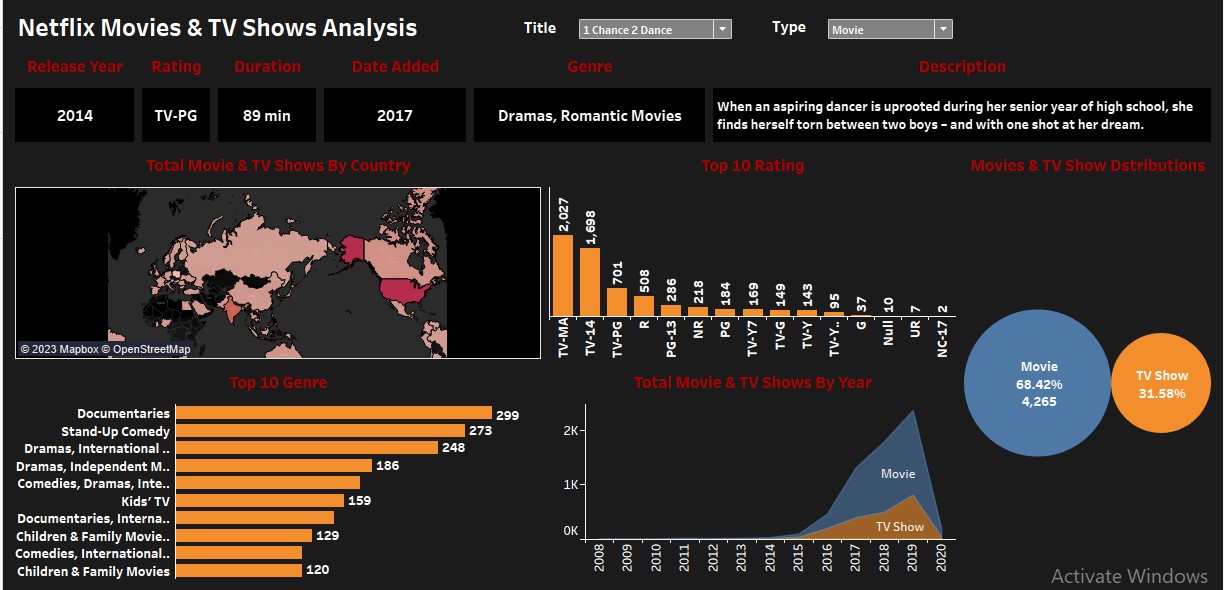 Netflix Movies & TV Shows Analysis
Title
1 Chance 2 Dance
Type
Movie
Release Year
Rating
Duration
Date Added
Genre
Description
2014
TV-PG
89 min
2017
Dramas, Romantic Movies
When an aspiring dancer is uprooted during her senior year of high school, she
finds herself torn between two boys – and with one shot at her dream.
Total Movie & TV Shows By Country
© 2023 Mapbox © OpenStreetMap
Top 10 Rating
2,027
1,698
701
508
286
218
184
169
149
143
95
37
10
7
2
TV-MA
TV-14
TV-PG
R
PG-13
NR
PG
TV-Y7
TV-G
TV-Y
TV-Y..
G
Null
UR
NC-17
Movies & TV Show Dstributions
Movie
68.42%
4,265
TV Show
31.58%
Top 10 Genre
Documentaries
299
Stand-Up Comedy
273
Dramas, International ..
248
Dramas, Independent M..
186
Comedies, Dramas, Inte..
Kids’ TV
159
Documentaries, Interna..
Children & Family Movie..
129
Comedies, International..
Children & Family Movies
120
Total Movie & TV Shows By Year
2K
1K
0K
Movie
TV Show
2008
2009
2010
2011
2012
2013
2014
2015
2016
2017
2018
2019
2020
Activate Windows